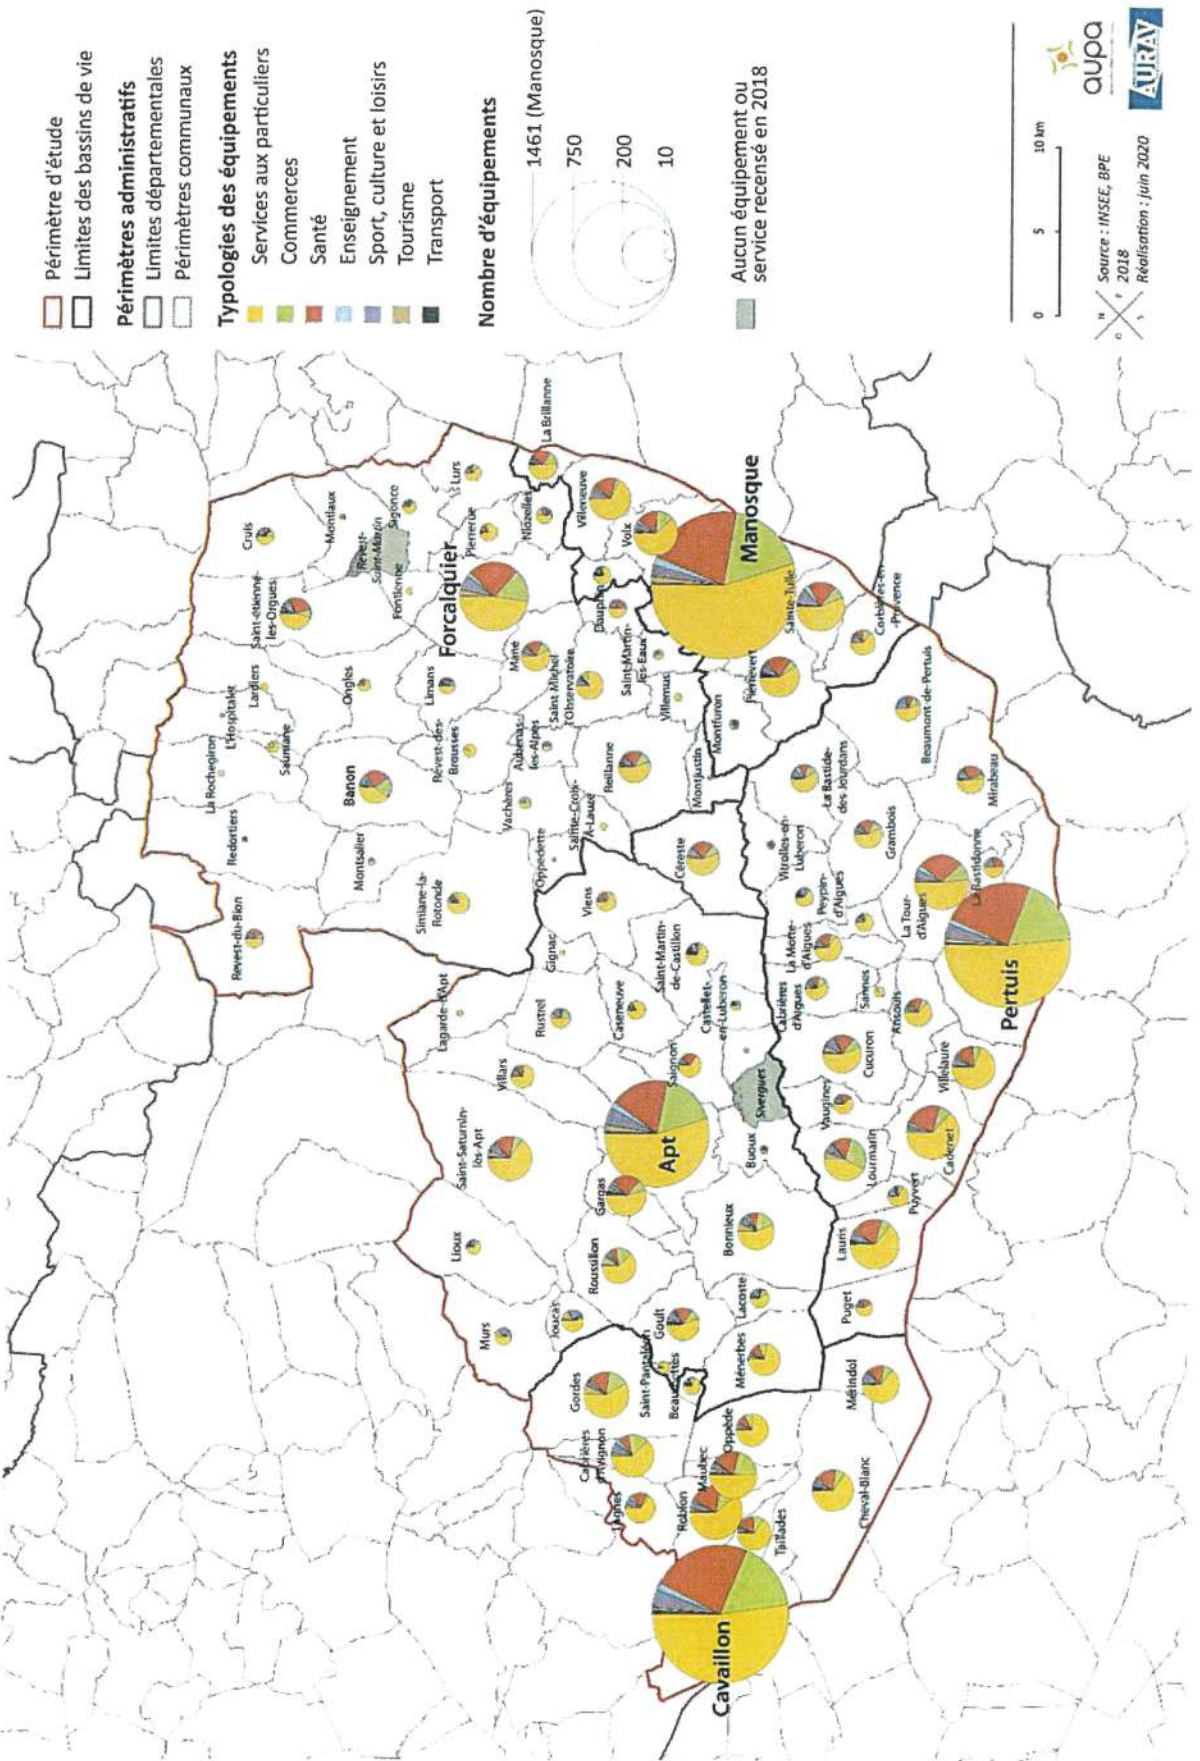 Périmètre d'étude
Limites des bassins de vie
Périmètres administratifs
Limites départementales
Périmètres communaux
Typologies des équipements
Services aux particuliers
Commerces
Santé
Enseignement
Sport, culture et loisirs
Tourisme
Transport
Nombre d'équipements
1461 (Manosque)
750
200
10
Aucun équipement ou
service recensé en 2018
0 5 10 km
Source : INSEE, BPE
2018
Réalisation : juin 2020
aupa
AURAV
Revest-du-Bion
Redortiers
La Rochegiron
L'Hospitalet
Lardiers
Saumane
Saint-Étienne-
les-Orgues
Cruis
Montlaux
Revest-
Saint-Martin
Sigonce
Fontienne
Lurs
Pierrerue
Niozelles
La Brillanne
Forcalquier
Montsalier
Banon
Ongles
Limans
Mane
Simiane-la-
Rotonde
Revest-des-
Brousses
Vachères
Aubenas-
les-Alpes
Saint-Michel
l'Observatoire
Dauphin
Saint-Martin-
les-Eaux
Villeneuve
Volx
Manosque
Oppedette
Sainte-Croix-
A-Lauze
Reillanne
Villemus
Montjustin
Montfuron
Pierrevert
Sainte-Tulle
Corbières-en-
-Provence
Lagarde-d'Apt
Gignac
Viens
Céreste
Rustrel
Caseneuve
Saint-Martin-
de-Castillon
Castellet-
en-Luberon
Villars
Saignon
Saint-Saturnin-
lès-Apt
Apt
Sivergues
Buoux
Gargas
Lioux
Roussillon
Bonnieux
Murs
Joucas
Goult
Lacoste
Gordes
Saint-Pantaléon
Beaumettes
Ménerbes
Cabrières
d'Avignon
Lagnes
Robion
Maubec
Oppède
Taillades
Cavaillon
Cheval-Blanc
Mérindol
Puget
Lauris
Puyvert
Lourmarin
Cadenet
Vaugines
Cucuron
Villelaure
Cabrières
d'Aigues
Sannes
Ansouis
La Motte-
d'Aigues
Peypin-
d'Aigues
Vitrolles-en-
Luberon
La Tour-
d'Aigues
La Bastidonne
Pertuis
Grambois
La Bastide-
des-Jourdans
Mirabeau
Beaumont-de-Pertuis